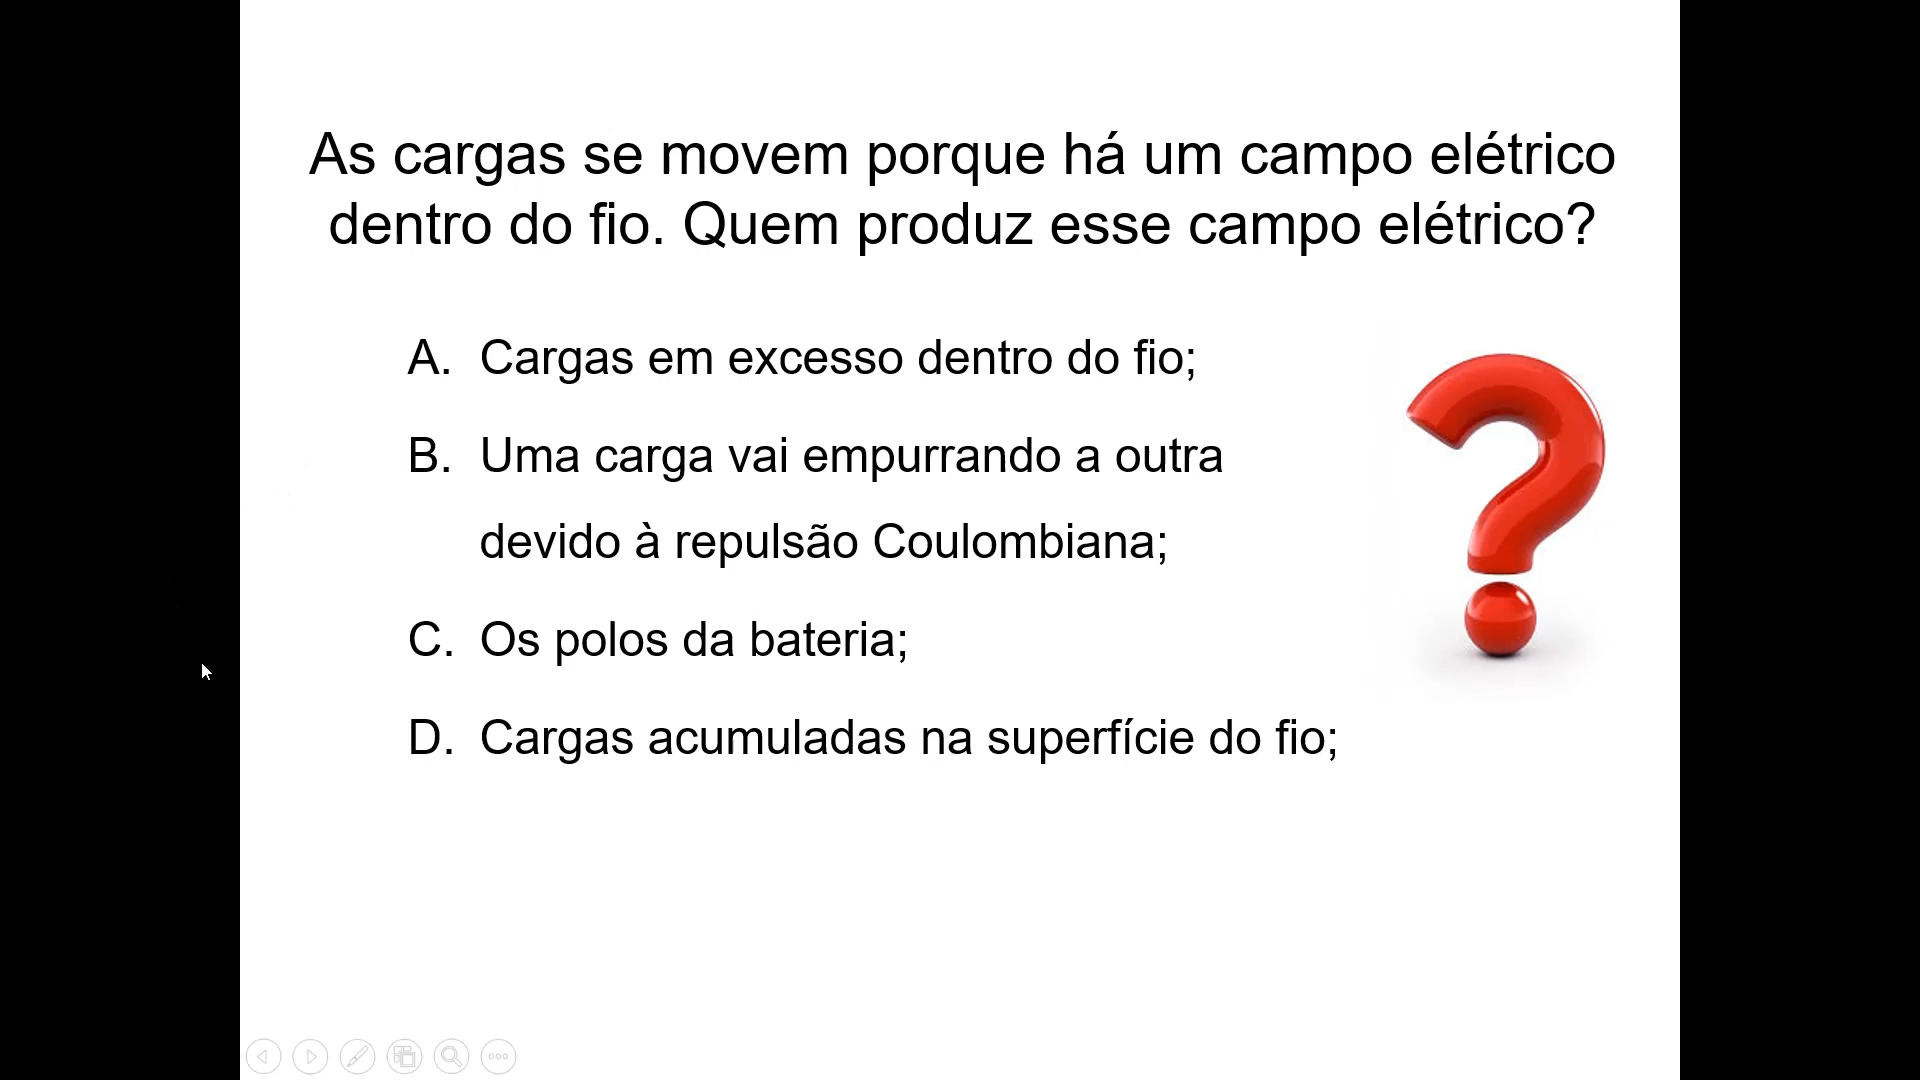 As cargas se movem porque há um campo elétrico
dentro do fio. Quem produz esse campo elétrico?
A. Cargas em excesso dentro do fio;
B. Uma carga vai empurrando a outra
devido à repulsão Coulombiana;
C. Os polos da bateria;
D. Cargas acumuladas na superfície do fio;